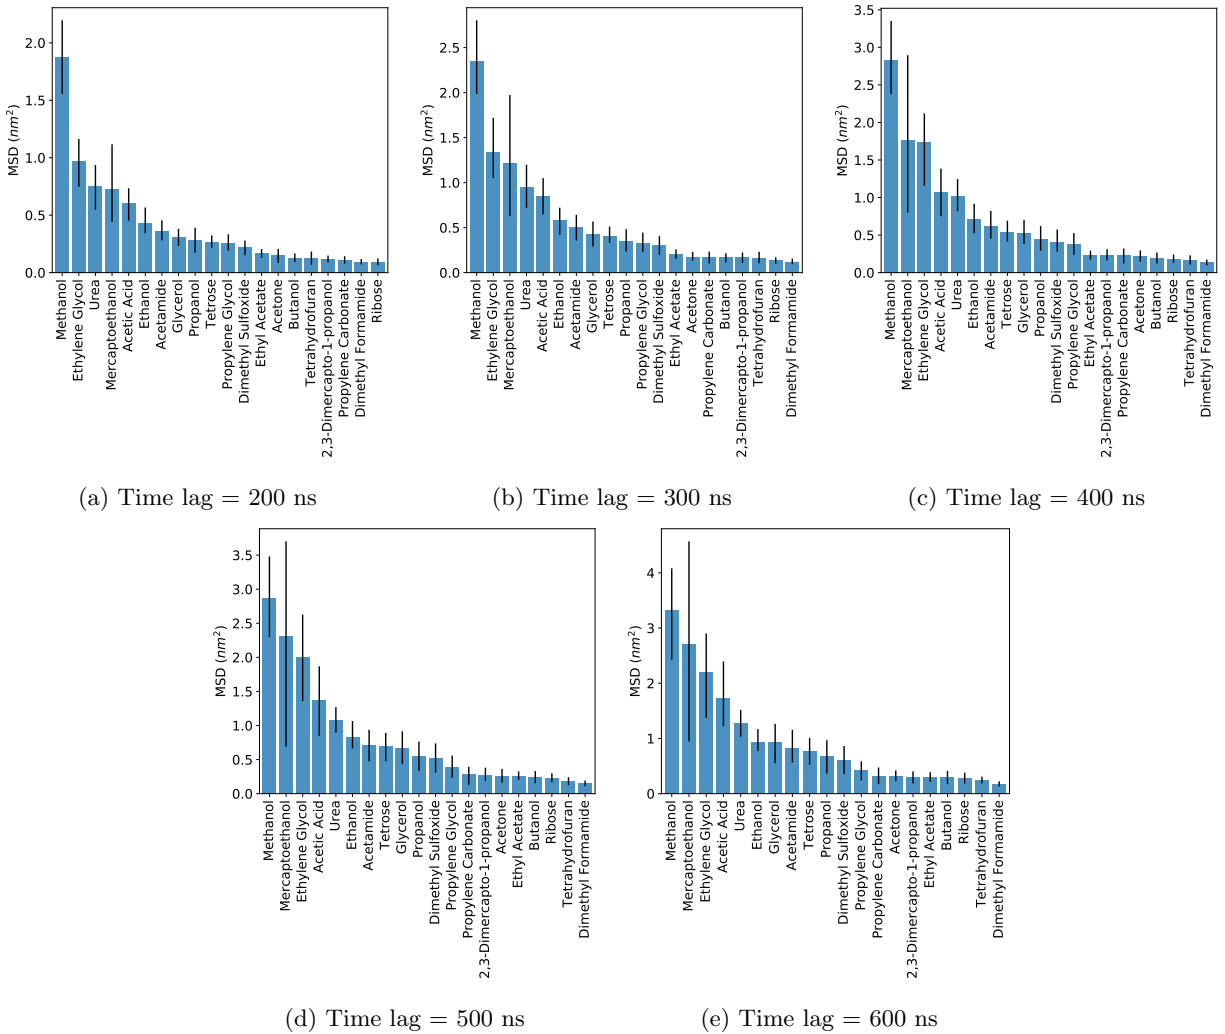 MSD (nm²)
2.0
1.5
1.0
0.5
0.0
Methanol
Ethylene Glycol
Urea
Mercaptoethanol
Acetic Acid
Ethanol
Acetamide
Glycerol
Propanol
Tetrose
Propylene Glycol
Dimethyl Sulfoxide
Ethyl Acetate
Acetone
Butanol
Tetrahydrofuran
2,3-Dimercapto-1-propanol
Propylene Carbonate
Dimethyl Formamide
Ribose
(a) Time lag = 200 ns
MSD (nm²)
2.5
2.0
1.5
1.0
0.5
0.0
Methanol
Ethylene Glycol
Mercaptoethanol
Urea
Acetic Acid
Ethanol
Acetamide
Glycerol
Tetrose
Propanol
Propylene Glycol
Dimethyl Sulfoxide
Ethyl Acetate
Acetone
Propylene Carbonate
Butanol
2,3-Dimercapto-1-propanol
Tetrahydrofuran
Ribose
Dimethyl Formamide
(b) Time lag = 300 ns
MSD (nm²)
3.5
3.0
2.5
2.0
1.5
1.0
0.5
0.0
Methanol
Mercaptoethanol
Ethylene Glycol
Acetic Acid
Urea
Ethanol
Acetamide
Tetrose
Glycerol
Propanol
Dimethyl Sulfoxide
Propylene Glycol
Ethyl Acetate
2,3-Dimercapto-1-propanol
Propylene Carbonate
Acetone
Butanol
Ribose
Tetrahydrofuran
Dimethyl Formamide
(c) Time lag = 400 ns
MSD (nm²)
3.5
3.0
2.5
2.0
1.5
1.0
0.5
0.0
Methanol
Mercaptoethanol
Ethylene Glycol
Acetic Acid
Urea
Ethanol
Acetamide
Tetrose
Glycerol
Propanol
Dimethyl Sulfoxide
Propylene Glycol
Propylene Carbonate
2,3-Dimercapto-1-propanol
Acetone
Ethyl Acetate
Butanol
Ribose
Tetrahydrofuran
Dimethyl Formamide
(d) Time lag = 500 ns
MSD (nm²)
4
3
2
1
0
Methanol
Mercaptoethanol
Ethylene Glycol
Acetic Acid
Urea
Ethanol
Glycerol
Acetamide
Tetrose
Propanol
Dimethyl Sulfoxide
Propylene Glycol
Propylene Carbonate
Acetone
2,3-Dimercapto-1-propanol
Ethyl Acetate
Butanol
Ribose
Tetrahydrofuran
Dimethyl Formamide
(e) Time lag = 600 ns